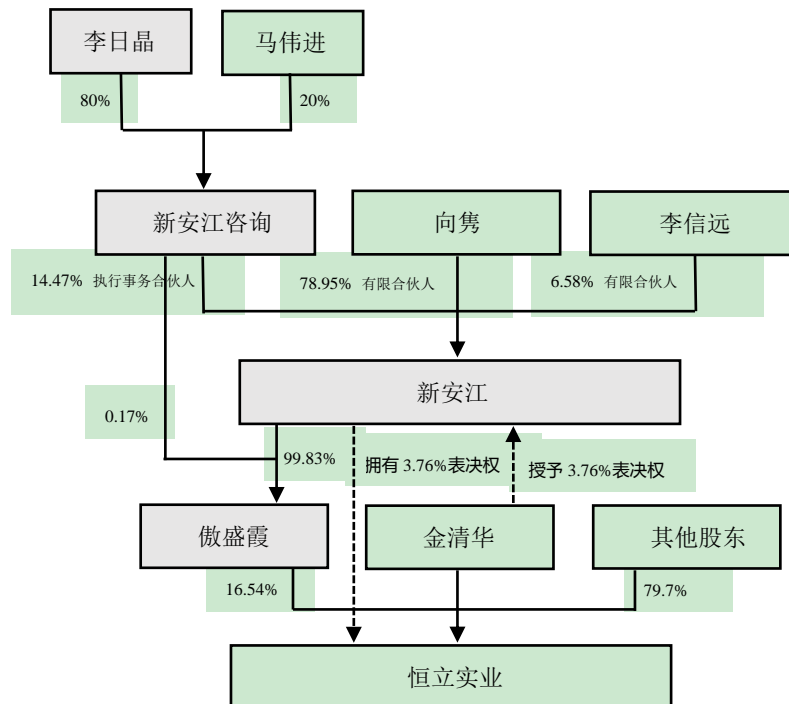 李日晶
马伟进
80%
20%
新安江咨询
向隽
李信远
14.47% 执行事务合伙人
78.95% 有限合伙人
6.58% 有限合伙人
新安江
0.17%
99.83%
拥有 3.76%表决权
授予 3.76%表决权
傲盛霞
金清华
其他股东
16.54%
79.7%
恒立实业